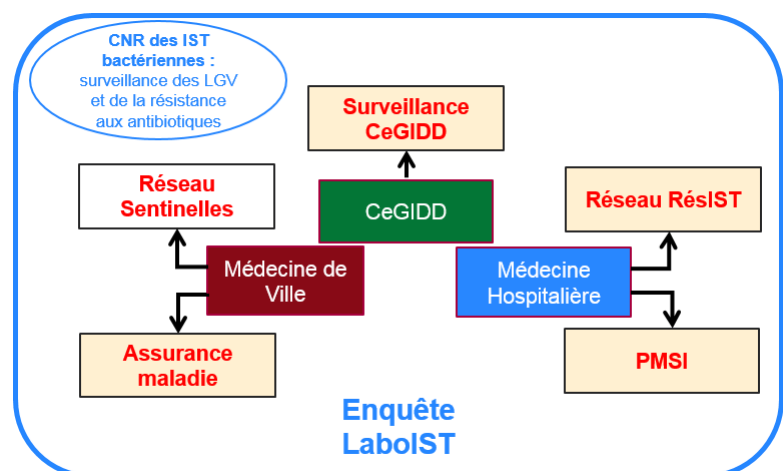 CNR des IST
bactériennes :
surveillance des LGV
et de la résistance
aux antibiotiques
Surveillance
CeGIDD
Réseau
Sentinelles
CeGIDD
Réseau RésIST
Médecine de
Ville
Médecine
Hospitalière
Assurance
maladie
PMSI
Enquête
LaboIST